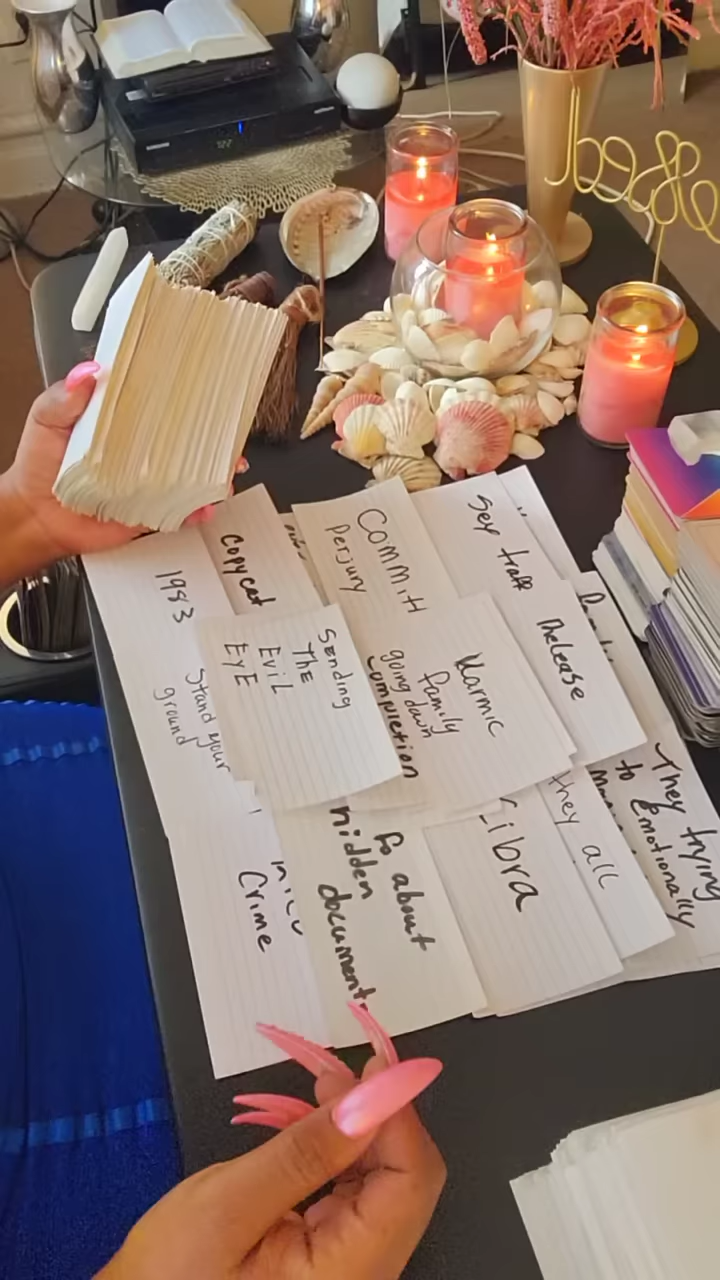 1983
Stand your
ground
Copycat
Sending
The
Evil
EyE
Crime
Commit
Perjury
Karmic
family
going down
Completion
Fo about
hidden
document
Sex
Release
Libra
they all
They trying
to Emotionally